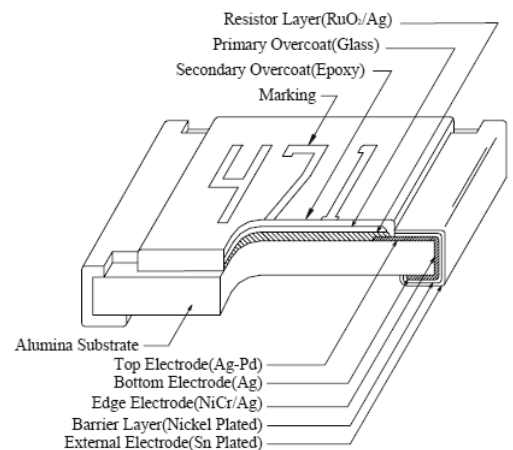 Resistor Layer(RuO₂/Ag)
Primary Overcoat(Glass)
Secondary Overcoat(Epoxy)
Marking
471
Alumina Substrate
Top Electrode(Ag-Pd)
Bottom Electrode(Ag)
Edge Electrode(NiCr/Ag)
Barrier Layer(Nickel Plated)
External Electrode(Sn Plated)